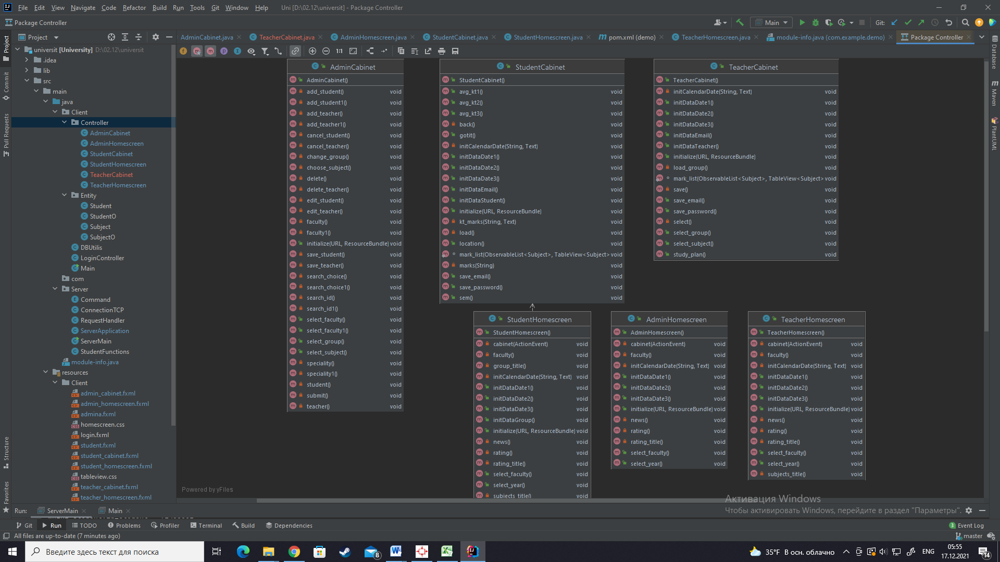 File Edit View Navigate Code Refactor Build Run Tools Git Window Help Uni [D:\02.12\universit] - Package Controller
Package Controller
Main
Git:
Project
AdminCabinet.java
TeacherCabinet.java
AdminHomescreen.java
StudentCabinet.java
StudentHomescreen.java
pom.xml (demo)
TeacherHomescreen.java
module-info.java (com.example.demo)
Package Controller
Project
Commit
Pull Requests
Structure
Favorites
universit [University] D:\02.12\universit
.idea
lib
src
main
java
Client
Controller
AdminCabinet
AdminHomescreen
StudentCabinet
StudentHomescreen
TeacherCabinet
TeacherHomescreen
Entity
Student
StudentO
Subject
SubjectO
DBUtilis
LoginController
Main
com
Server
Command
ConnectionTCP
RequestHandler
ServerApplication
ServerMain
StudentFunctions
module-info.java
resources
Client
admin_cabinet.fxml
admin_homescreen.fxml
admina.fxml
homescreen.css
login.fxml
student.fxml
student_cabinet.fxml
student_homescreen.fxml
tableview.css
teacher_cabinet.fxml
teacher_homescreen.fxml
1:1
AdminCabinet
AdminCabinet()
add_student() void
add_student1() void
add_teacher() void
add_teacher1() void
cancel_student() void
cancel_teacher() void
change_group() void
choose_subject() void
delete() void
delete_teacher() void
edit_student() void
edit_teacher() void
faculty() void
faculty1() void
initialize(URL, ResourceBundle) void
save_student() void
save_teacher() void
search_choice() void
search_choice1() void
search_id() void
search_id1() void
select_faculty() void
select_faculty1() void
select_group() void
select_subject() void
speciality() void
speciality1() void
student() void
submit() void
teacher() void
StudentCabinet
StudentCabinet()
avg_kt1() void
avg_kt2() void
avg_kt3() void
back() void
gotit() void
initCalendarDate(String, Text) void
initDataDate1() void
initDataDate2() void
initDataDate3() void
initDataEmail() void
initDataStudent() void
initialize(URL, ResourceBundle) void
kt_marks(String, Text) void
load() void
location() void
mark_list(ObservableList<Subject>, TableView<Subject> void
marks(String) void
save_email() void
save_password() void
sem() void
TeacherCabinet
TeacherCabinet()
initCalendarDate(String, Text) void
initDataDate1() void
initDataDate2() void
initDataDate3() void
initDataEmail() void
initDataTeacher() void
initialize(URL, ResourceBundle) void
load_group() void
mark_list(ObservableList<Subject>, TableView<Subject> void
save() void
save_email() void
save_password() void
select() void
select_group() void
select_subject() void
study_plan() void
StudentHomescreen
StudentHomescreen()
cabinet(ActionEvent) void
faculty() void
group_title() void
initCalendarDate(String, Text) void
initDataDate1() void
initDataDate2() void
initDataDate3() void
initDataGroup() void
initialize(URL, ResourceBundle) void
news() void
rating() void
rating_title() void
select_faculty() void
select_year() void
subjects_title() void
AdminHomescreen
AdminHomescreen()
cabinet(ActionEvent) void
faculty() void
initCalendarDate(String, Text) void
initDataDate1() void
initDataDate2() void
initDataDate3() void
initialize(URL, ResourceBundle) void
news() void
rating() void
rating_title() void
select_faculty() void
select_year() void
TeacherHomescreen
TeacherHomescreen()
cabinet(ActionEvent) void
faculty() void
initCalendarDate(String, Text) void
initDataDate1() void
initDataDate2() void
initDataDate3() void
initialize(URL, ResourceBundle) void
news() void
rating() void
rating_title() void
select_faculty() void
select_year() void
subjects_title() void
Powered by yFiles
Database
Maven
PlantUML
Активация Windows
Чтобы активировать Windows, перейдите в раздел "Параметры".
Run: ServerMain Main
Git Run TODO Problems Profiler Terminal Build Dependencies
3 Event Log
All files are up-to-date (7 minutes ago)
master
Введите здесь текст для поиска
8
35°F В осн. облачно
ENG
05:55
17.12.2021
14